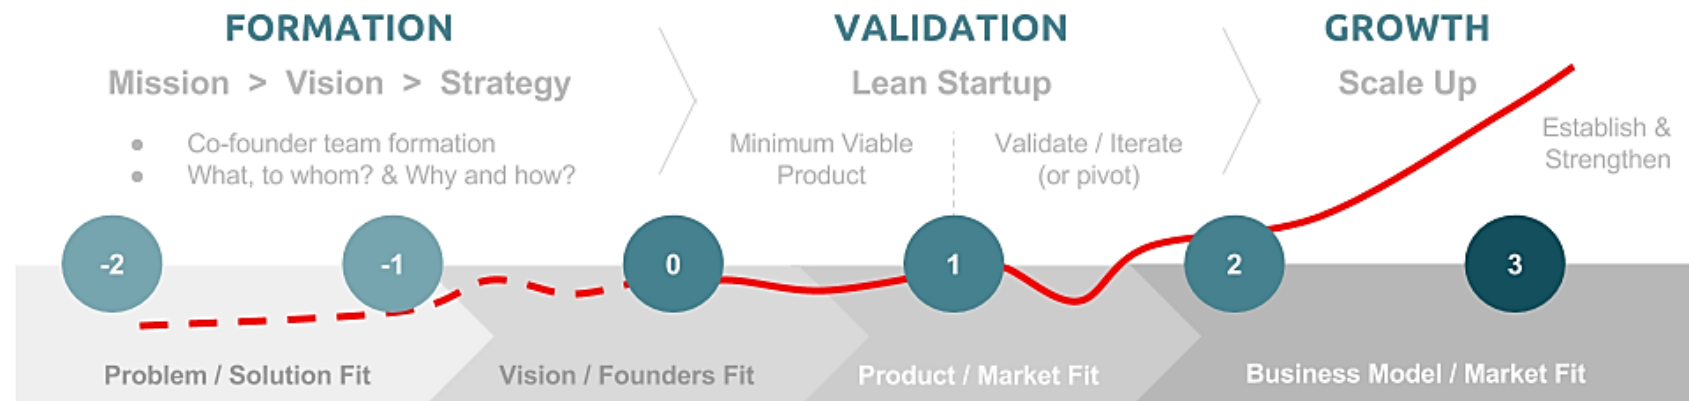 FORMATION
VALIDATION
GROWTH
Mission > Vision > Strategy
Lean Startup
Scale Up
● Co-founder team formation
● What, to whom? & Why and how?
Minimum Viable
Product
Validate / Iterate
(or pivot)
Establish &
Strengthen
-2
-1
0
1
2
3
Problem / Solution Fit
Vision / Founders Fit
Product / Market Fit
Business Model / Market Fit